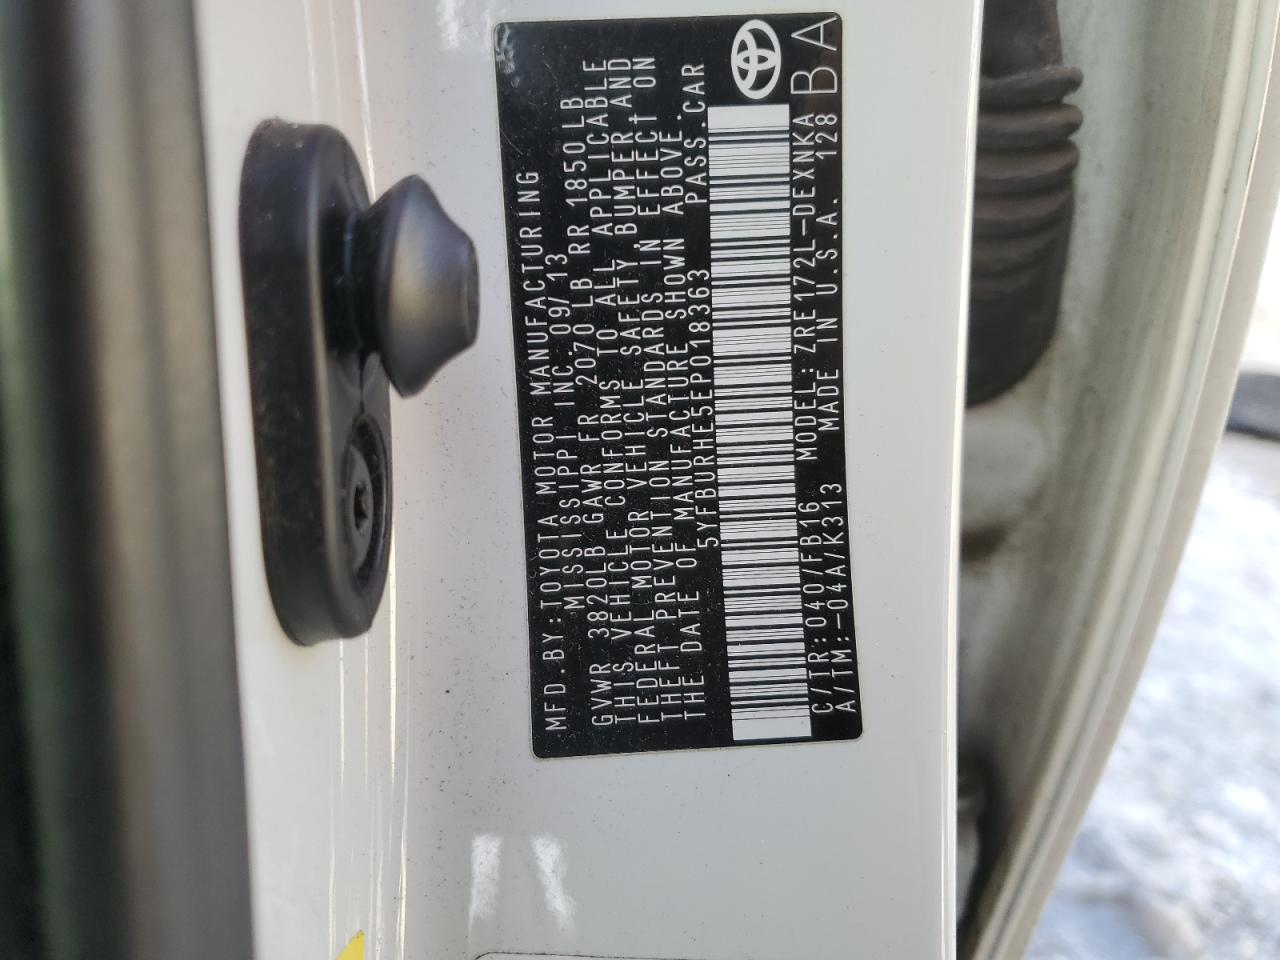 MFD.BY:TOYOTA MOTOR MANUFACTURING
MISSISSIPPI INC. 09/13
GVWR 3820LB GAWR FR 2070LB RR 1850LB
THIS VEHICLE CONFORMS TO ALL APPLICABLE
FEDERAL MOTOR VEHICLE SAFETY,BUMPER AND
THEFT PREVENTION STANDARDS IN EFFECT ON
THE DATE OF MANUFACTURE SHOWN ABOVE.
5YFBURHE5EP018363 PASS.CAR
C/TR:040/FB16 MODEL:ZRE172L-DEXNKA
A/TM:-04A/K313 MADE IN U.S.A. 128
BA